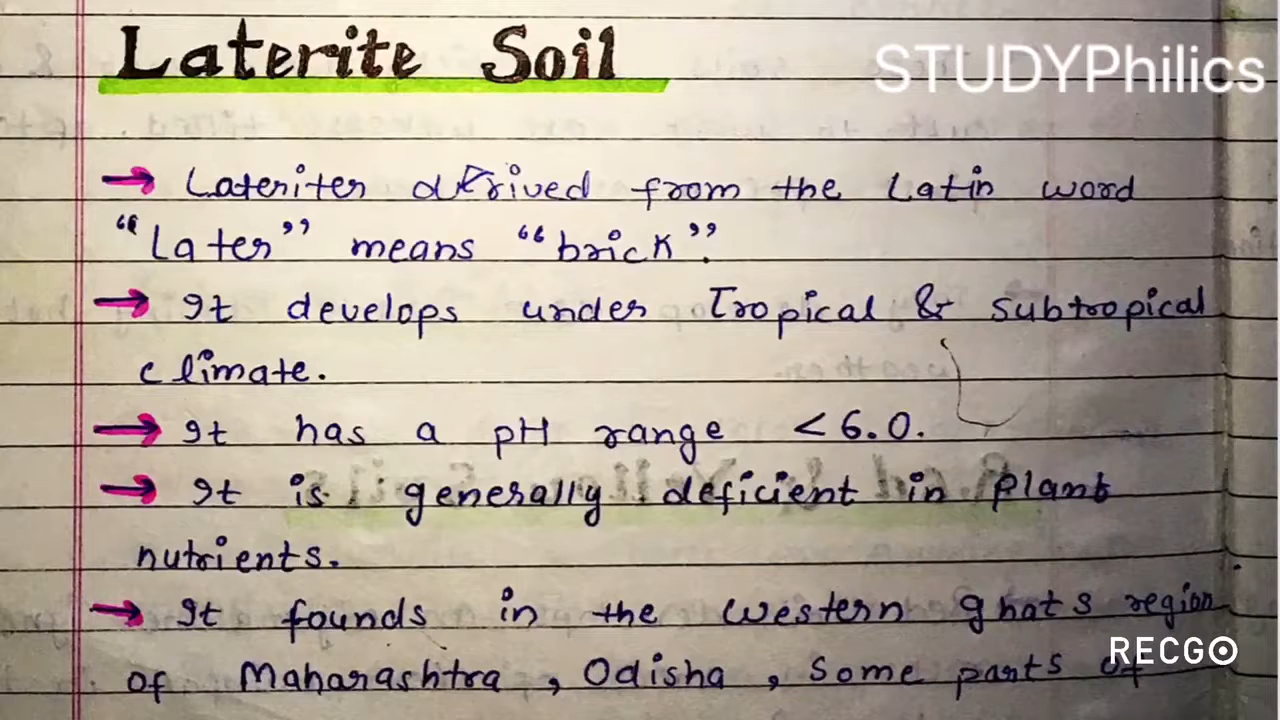 Laterite Soil
STUDYPhilics
→ Lateriter derived from the Latin word
“Later” means “brick”.
→ It develops under Tropical & subtropical
climate.
→ It has a pH range <6.0.
→ It is generally deficient in plant
nutrients.
→ It founds in the western ghats region
RECGO
of Maharashtra, Odisha, Some parts of